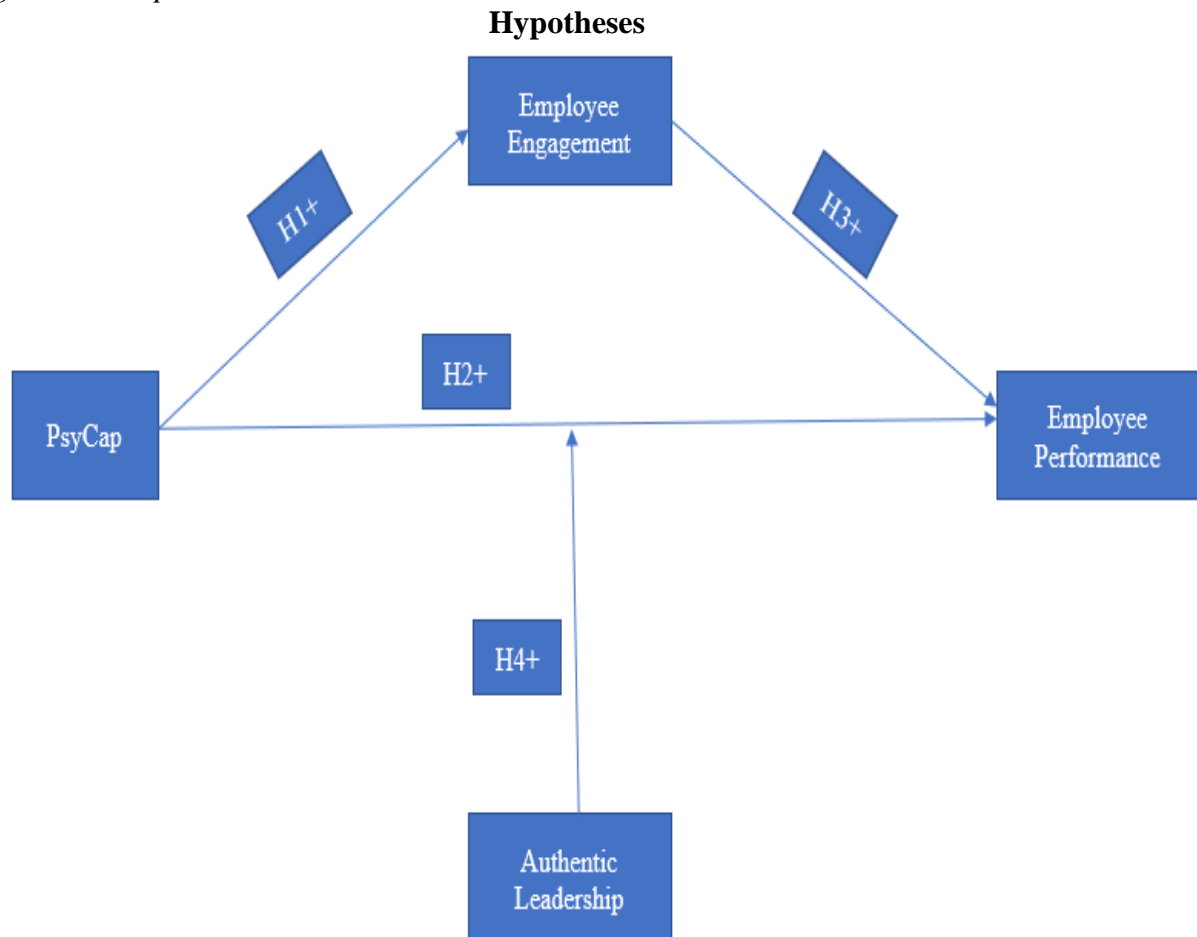 Hypotheses
Employee
Engagement
H1+
H3+
H2+
PsyCap
Employee
Performance
H4+
Authentic
Leadership